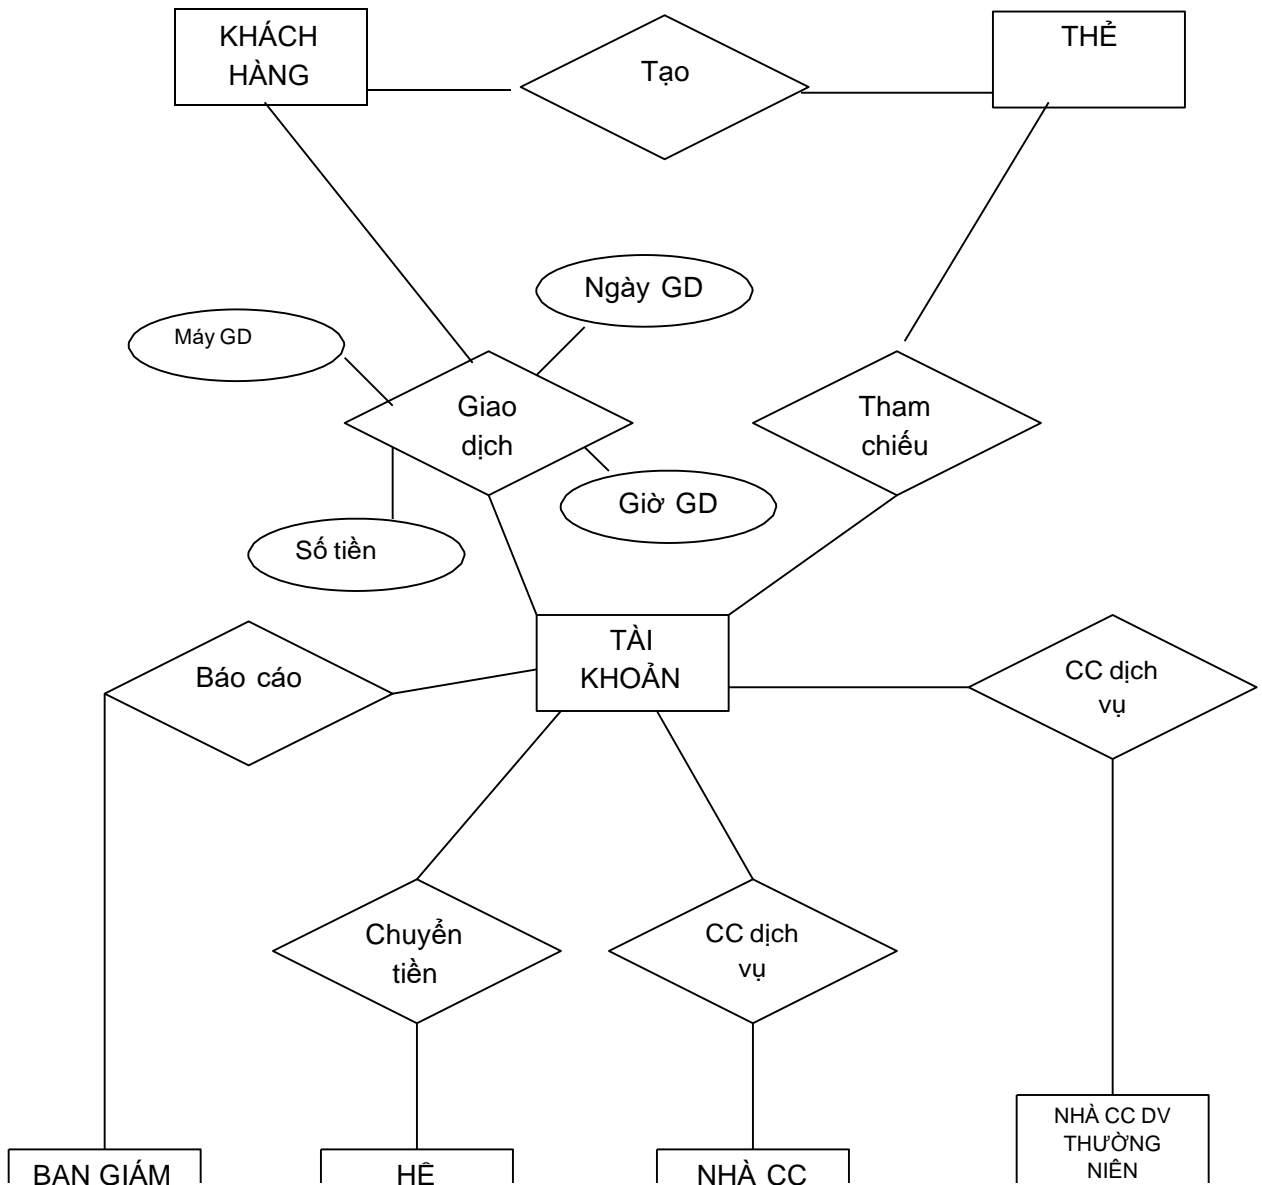 KHÁCH
HÀNG
Tạo
THẺ
Ngày GD
Máy GD
Giao
dịch
Tham
chiếu
Giờ GD
Số tiền
TÀI
KHOẢN
Báo cáo
CC dịch
vụ
Chuyển
tiền
CC dịch
vụ
NHÀ CC DV
THƯỜNG
NIÊN
BAN GIÁM
HỆ
NHÀ CC